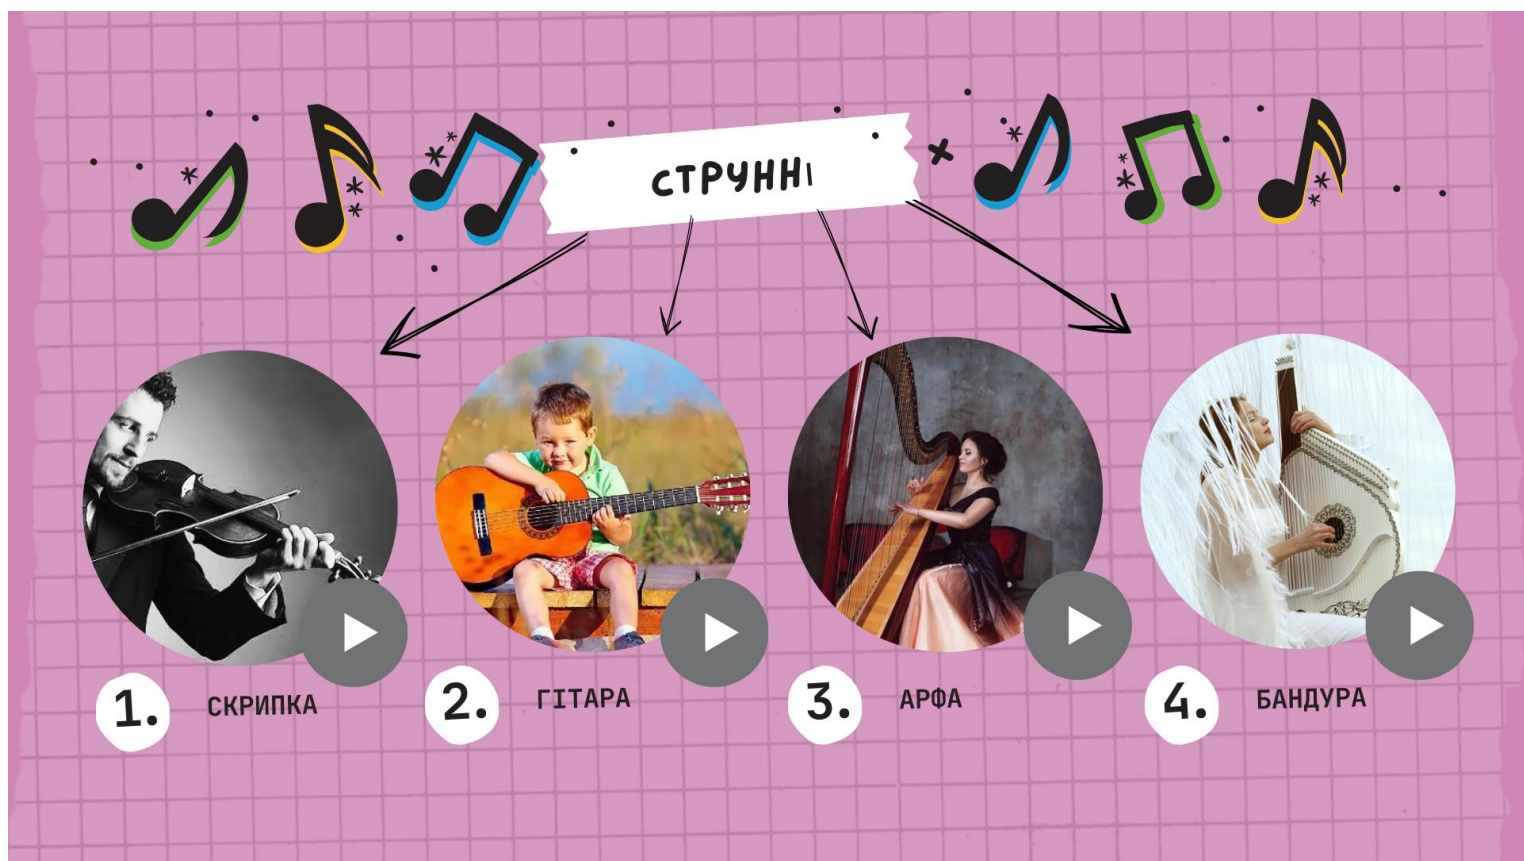 СТРУННІ
1.
СКРИПКА
2.
ГІТАРА
3.
АРФА
4.
БАНДУРА